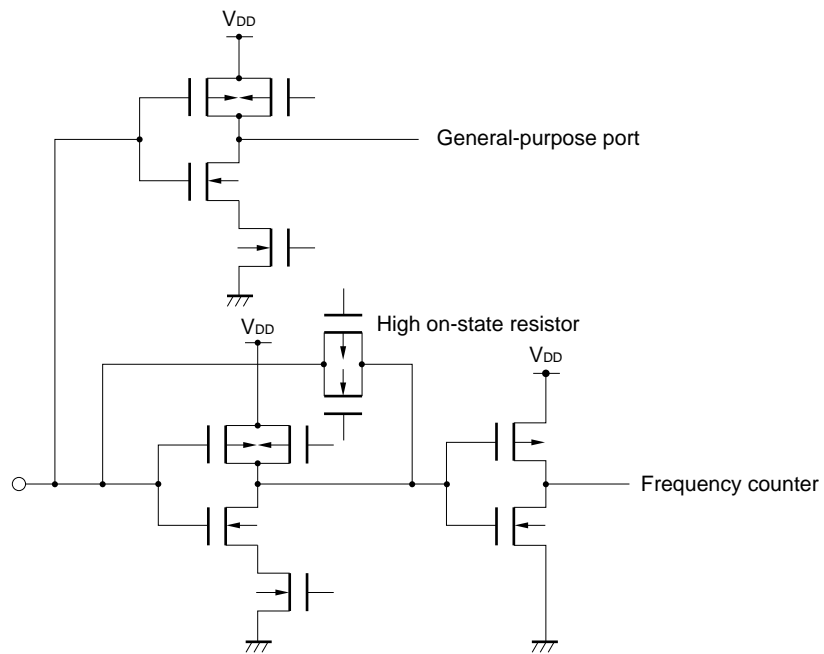 VDD
General-purpose port
High on-state resistor
VDD
VDD
Frequency counter